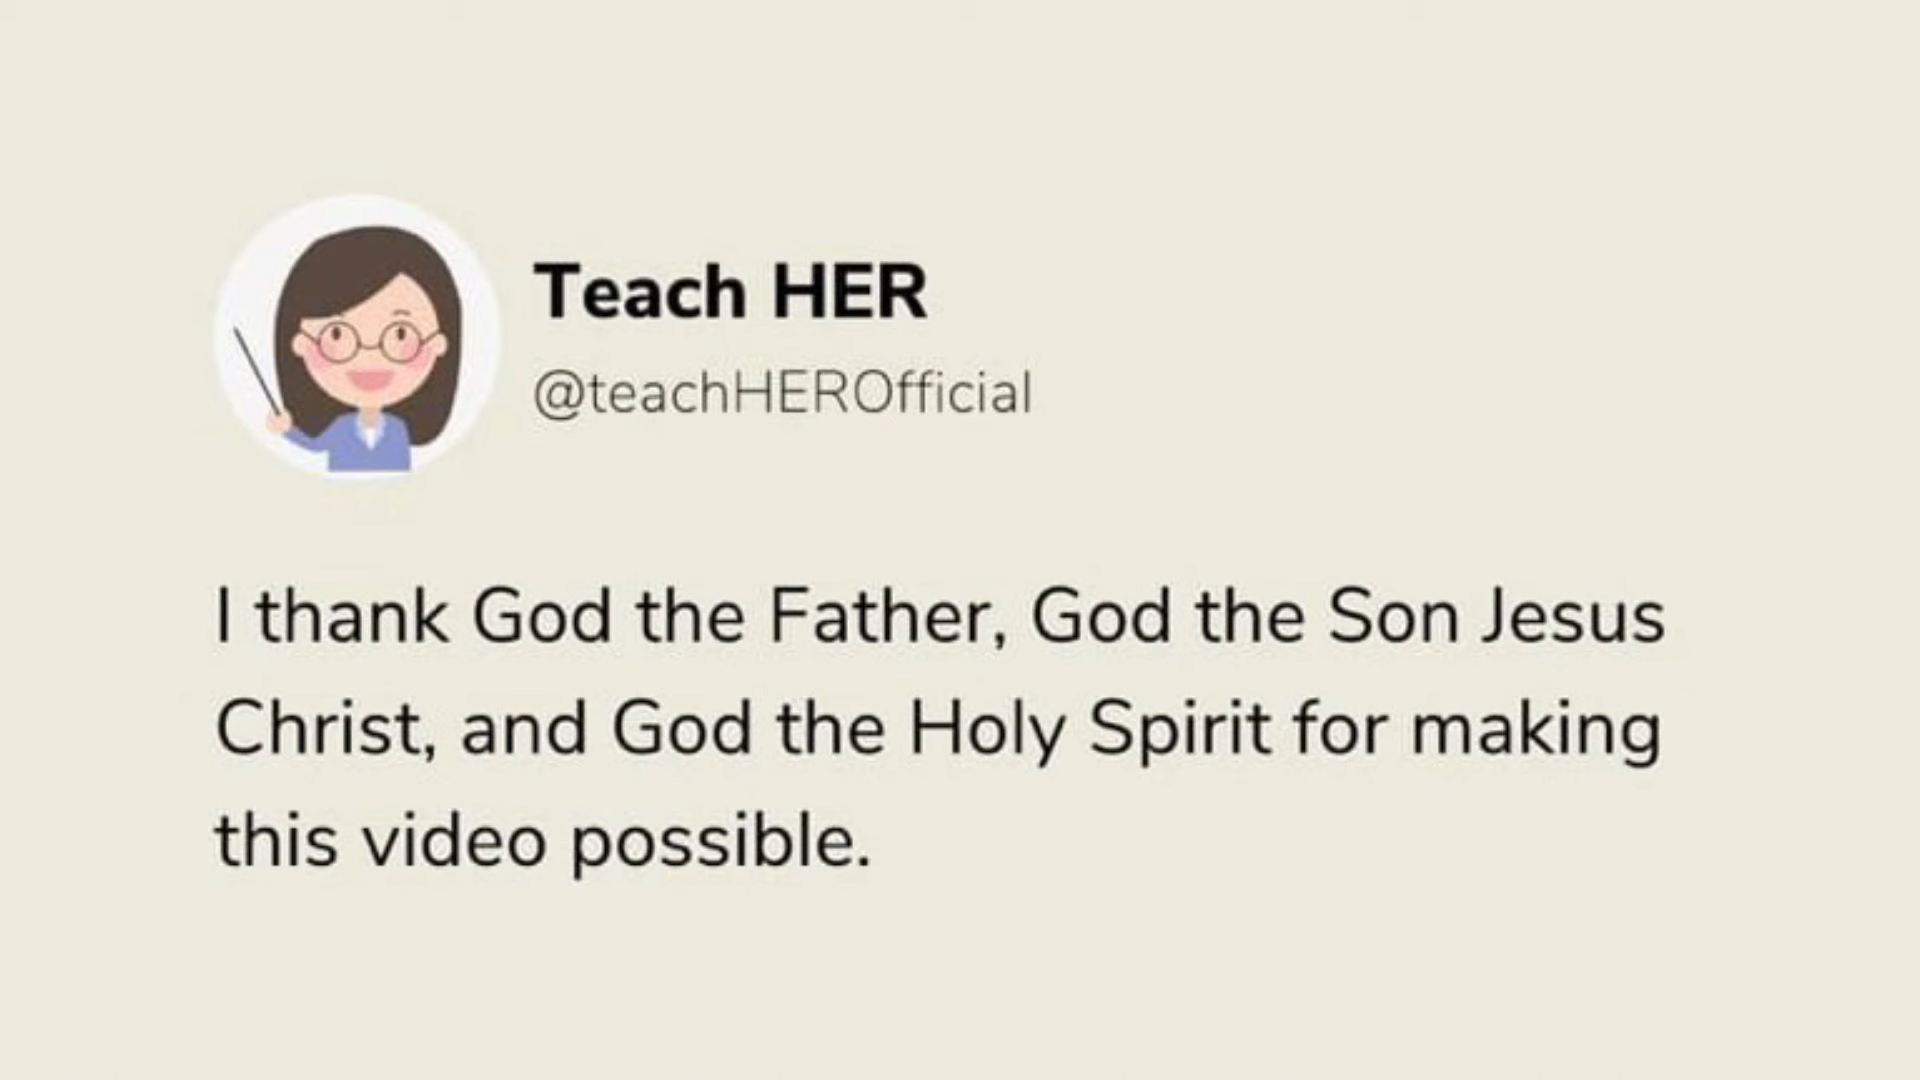 Teach HER
@teachHEROfficial
I thank God the Father, God the Son Jesus
Christ, and God the Holy Spirit for making
this video possible.